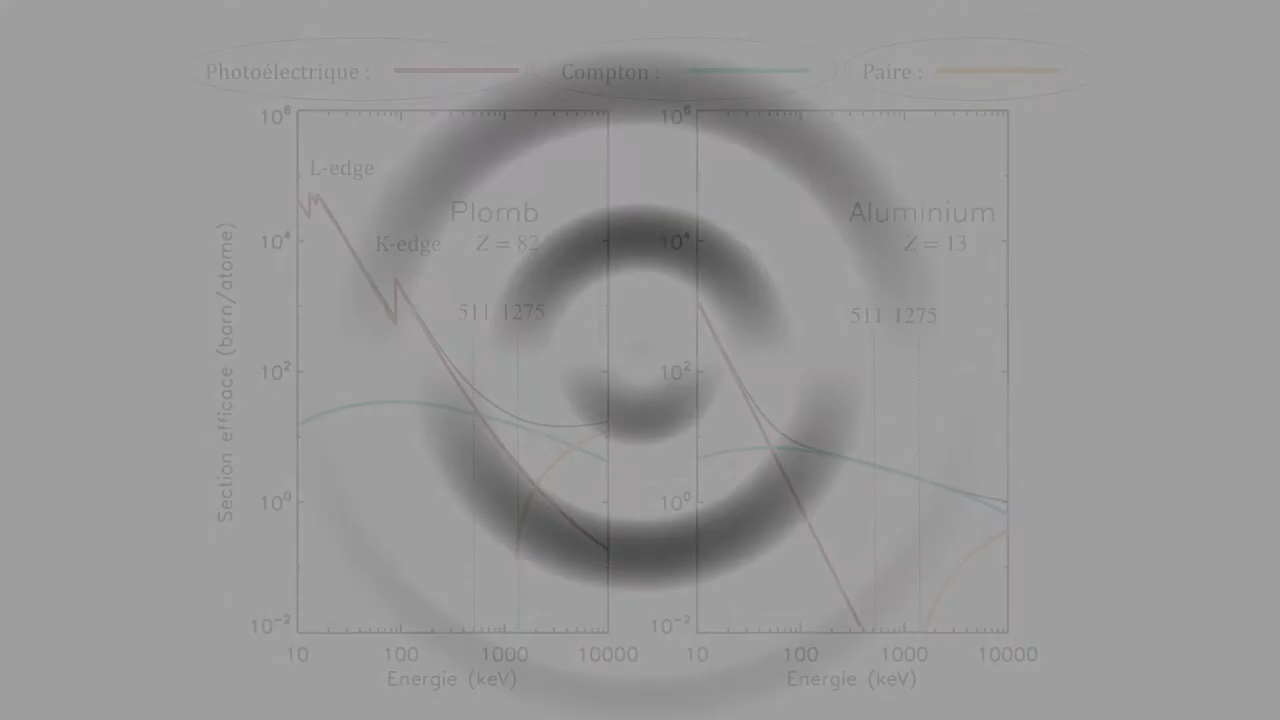 Photoélectrique :
Compton :
Paire :
10⁶
10⁴
10²
10⁰
10⁻²
Section efficace (barn/atome)
L-edge
K-edge
Plomb
Z = 82
511 1275
10 100 1000 10000
Energie (keV)
10⁶
10⁴
10²
10⁰
10⁻²
Aluminium
Z = 13
511 1275
10 100 1000 10000
Energie (keV)